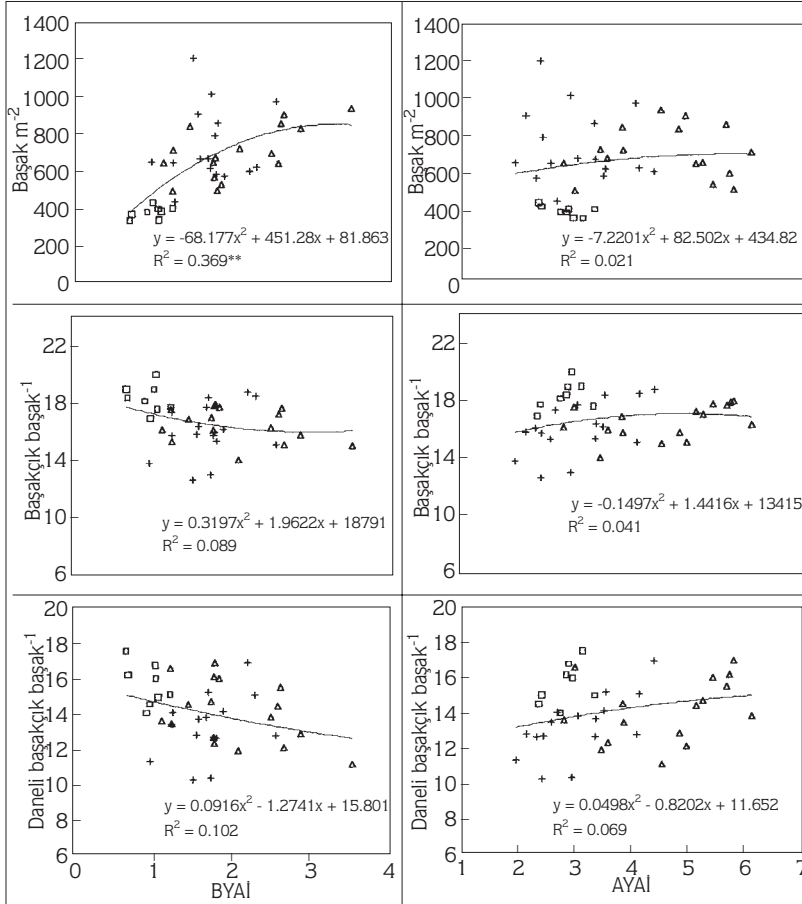 1400
1200
1000
800
600
400
200
0
Başak m-2
y = -68.177x2 + 451.28x + 81.863
R2 = 0.369**
1400
1200
1000
800
600
400
200
0
Başak m-2
y = -7.2201x2 + 82.502x + 434.82
R2 = 0.021
22
18
14
10
6
Başakçık başak-1
y = 0.3197x2 + 1.9622x + 18791
R2 = 0.089
22
18
14
10
6
Başakçık başak-1
y = -0.1497x2 + 1.4416x + 13415
R2 = 0.041
20
18
16
14
12
10
8
6
Daneli başakçık başak-1
y = 0.0916x2 - 1.2741x + 15.801
R2 = 0.102
0 1 2 3 4
BYAİ
20
18
16
14
12
10
8
6
Daneli başakçık başak-1
y = 0.0498x2 - 0.8202x + 11.652
R2 = 0.069
1 2 3 4 5 6 7
AYAİ